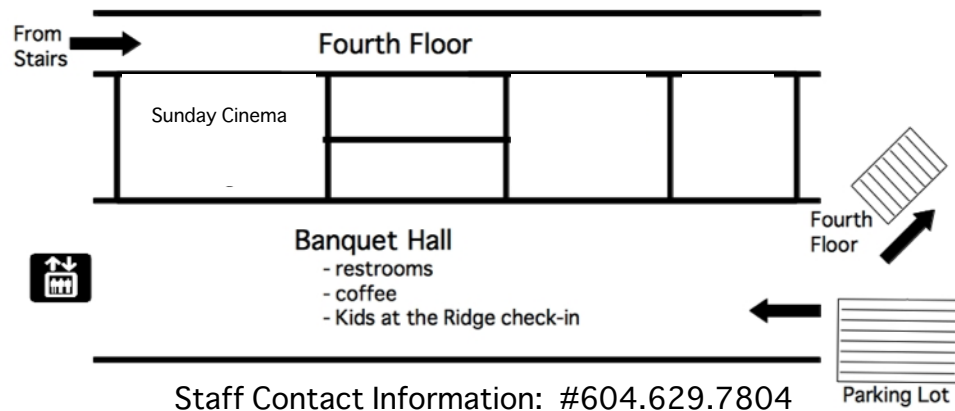 From
Stairs
Fourth Floor
Sunday Cinema
Fourth
Floor
Banquet Hall
- restrooms
- coffee
- Kids at the Ridge check-in
Parking Lot
Staff Contact Information: #604.629.7804